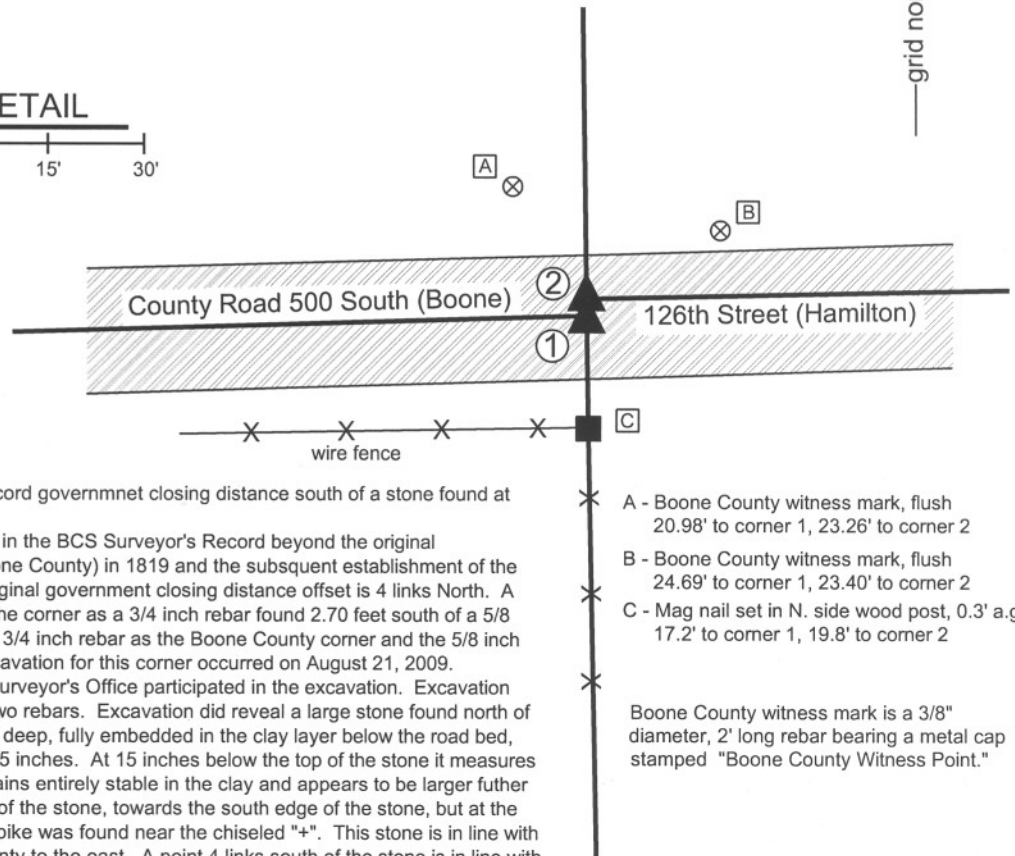 grid no
ETAIL
15' 30'
A
B
2
County Road 500 South (Boone)
126th Street (Hamilton)
1
C
X X X X
wire fence
cord governmnet closing distance south of a stone found at
in the BCS Surveyor's Record beyond the original
ne County) in 1819 and the subsquent establishment of the
iginal government closing distance offset is 4 links North. A
he corner as a 3/4 inch rebar found 2.70 feet south of a 5/8
3/4 inch rebar as the Boone County corner and the 5/8 inch
cavation for this corner occurred on August 21, 2009.
Surveyor's Office participated in the excavation. Excavation
wo rebars. Excavation did reveal a large stone found north of
deep, fully embedded in the clay layer below the road bed,
5 inches. At 15 inches below the top of the stone it measures
ains entirely stable in the clay and appears to be larger futher
of the stone, towards the south edge of the stone, but at the
pike was found near the chiseled "+". This stone is in line with
nty to the east. A point 4 links south of the stone is in line with
A - Boone County witness mark, flush
20.98' to corner 1, 23.26' to corner 2
B - Boone County witness mark, flush
24.69' to corner 1, 23.40' to corner 2
C - Mag nail set in N. side wood post, 0.3' a.g
17.2' to corner 1, 19.8' to corner 2
Boone County witness mark is a 3/8"
diameter, 2' long rebar bearing a metal cap
stamped "Boone County Witness Point."